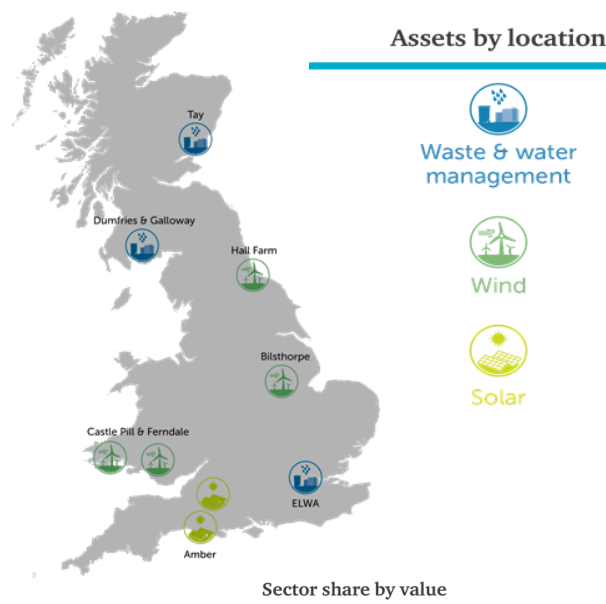 Assets by location
Tay
Waste & water
management
Dumfries & Galloway
Hall Farm
Wind
Bilsthorpe
Solar
Castle Pill & Ferndale
ELWA
Amber
Sector share by value